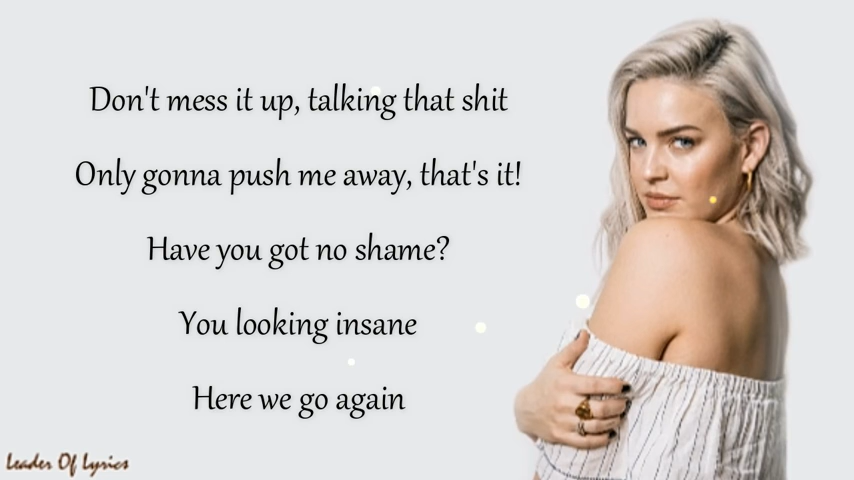 Don't mess it up, talking that shit
Only gonna push me away, that's it!
Have you got no shame?
You looking insane
Here we go again
Leader Of Lyrics